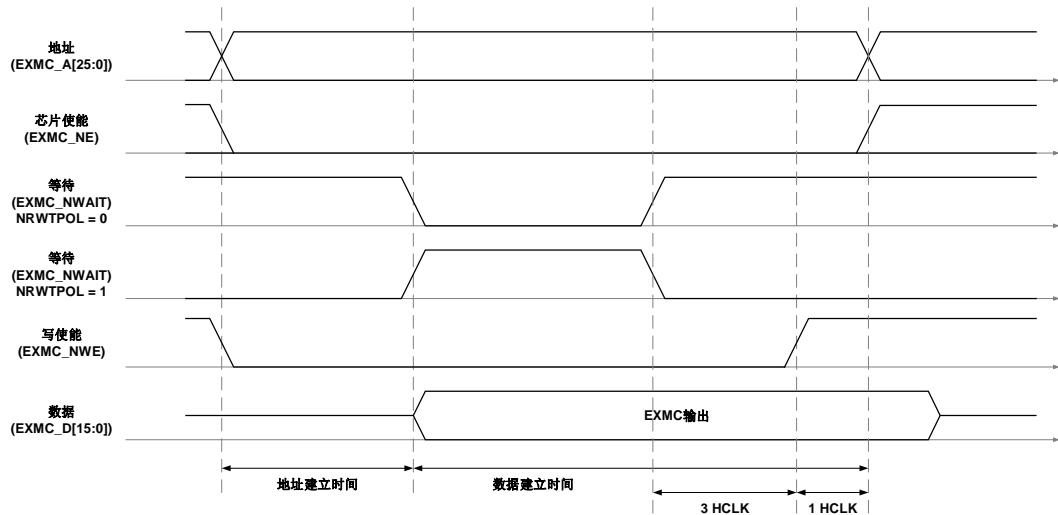 地址
(EXMC_A[25:0])
芯片使能
(EXMC_NE)
等待
(EXMC_NWAIT)
NRWTPOL = 0
等待
(EXMC_NWAIT)
NRWTPOL = 1
写使能
(EXMC_NWE)
数据
(EXMC_D[15:0])
EXMC输出
地址建立时间
数据建立时间
3 HCLK
1 HCLK